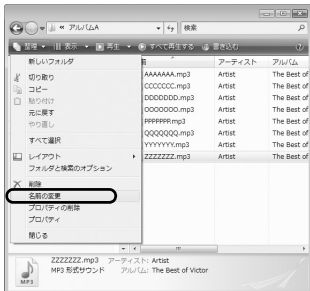 « アルバムA
検索
整理 表示 再生 すべて再生する 書き込む
新しいフォルダ
切り取り
コピー
貼り付け
元に戻す
やり直し
すべて選択
レイアウト
フォルダと検索のオプション
削除
名前の変更
プロパティの削除
プロパティ
閉じる
アーティスト アルバム
AAAAAAA.mp3 Artist The Best of
CCCCCCC.mp3 Artist The Best of
DDDDDDD.mp3 Artist The Best of
OOOOOOO.mp3 Artist The Best of
PPPPPPP.mp3 Artist The Best of
QQQQQQQ.mp3 Artist The Best of
YYYYYYY.mp3 Artist The Best of
ZZZZZZZ.mp3 Artist The Best of
ZZZZZZZ.mp3 アーティスト: Artist
MP3 形式サウンド アルバム: The Best of Victor
MP3